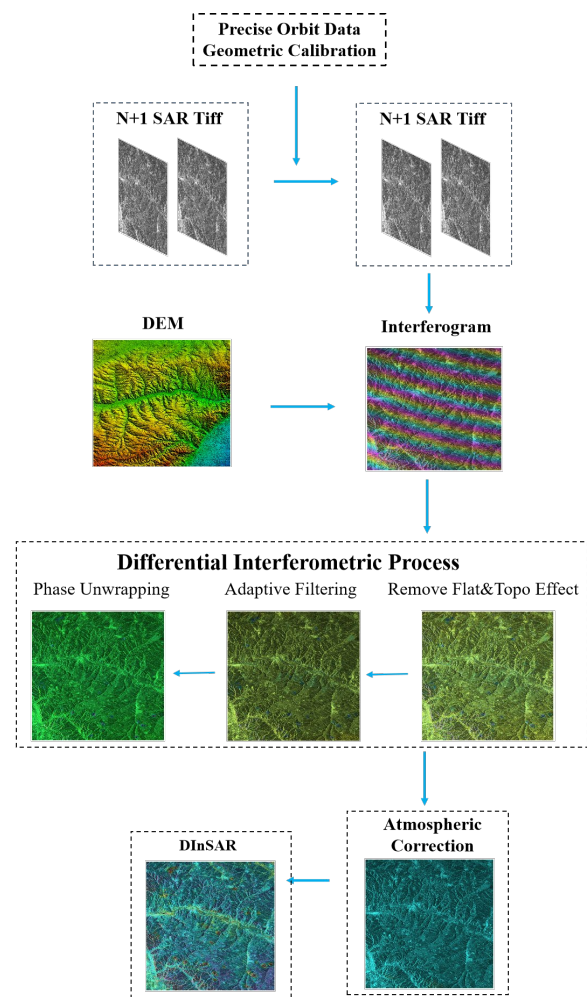 Precise Orbit Data
Geometric Calibration
N+1 SAR Tiff
N+1 SAR Tiff
DEM
Interferogram
Differential Interferometric Process
Phase Unwrapping
Adaptive Filtering
Remove Flat&Topo Effect
DInSAR
Atmospheric
Correction